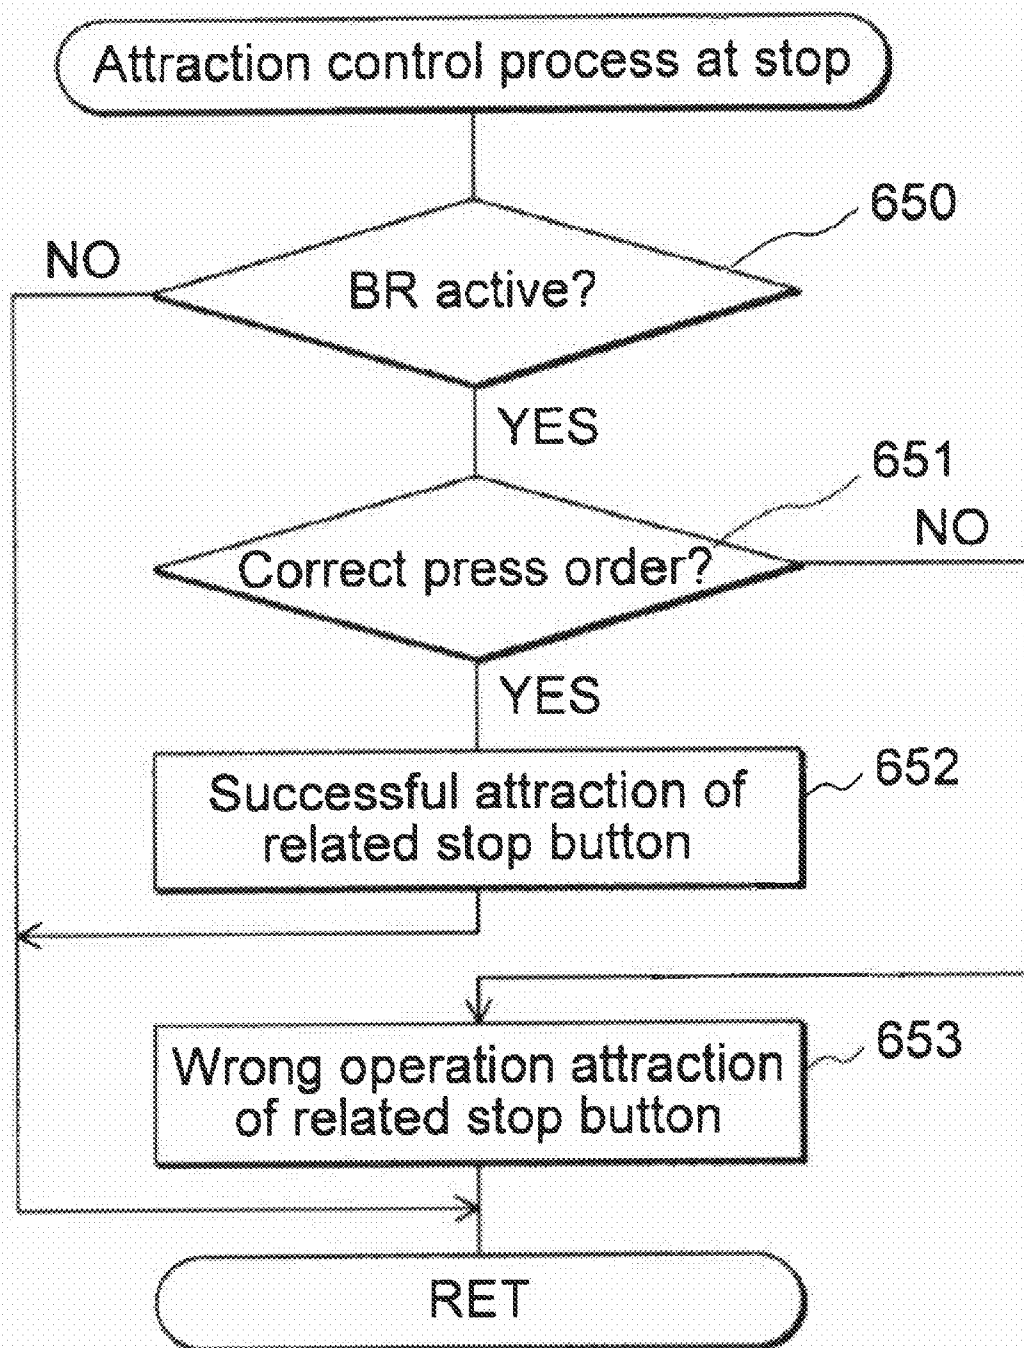 Attraction control process at stop
650
NO
BR active?
YES
651
NO
Correct press order?
YES
652
Successful attraction of
related stop button
653
Wrong operation attraction
of related stop button
RET